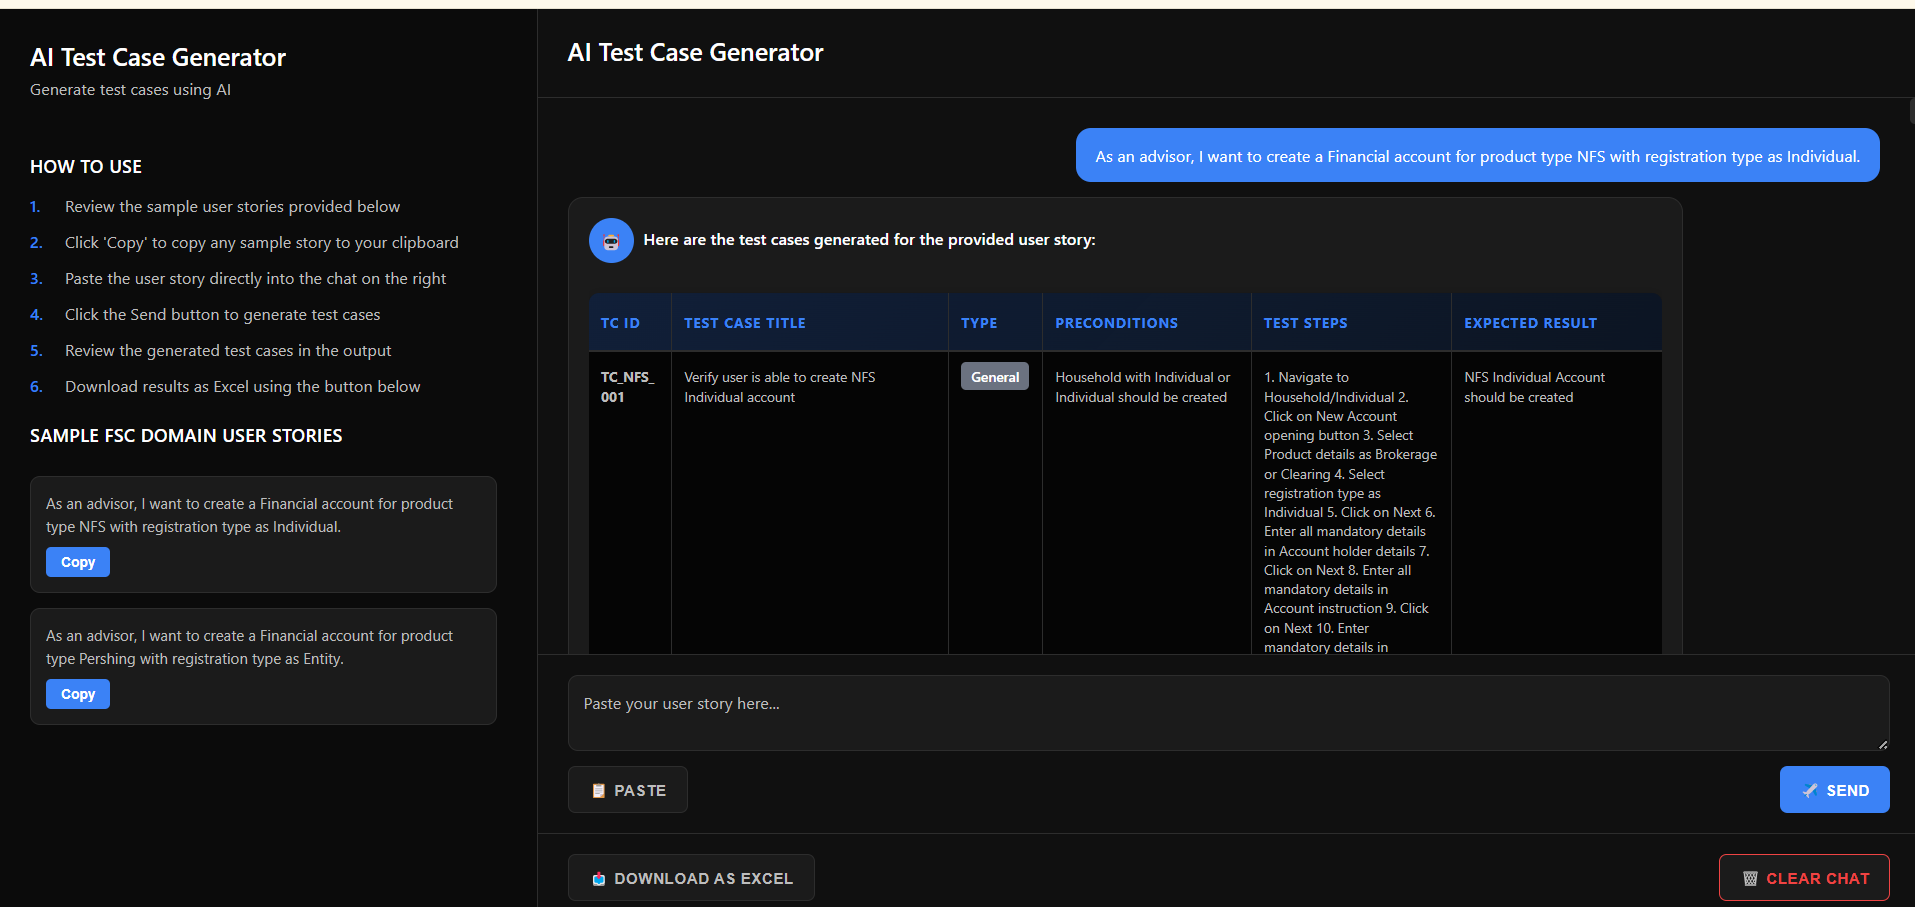 AI Test Case Generator
Generate test cases using AI
HOW TO USE
1. Review the sample user stories provided below
2. Click 'Copy' to copy any sample story to your clipboard
3. Paste the user story directly into the chat on the right
4. Click the Send button to generate test cases
5. Review the generated test cases in the output
6. Download results as Excel using the button below
SAMPLE FSC DOMAIN USER STORIES
As an advisor, I want to create a Financial account for product
type NFS with registration type as Individual.
Copy
As an advisor, I want to create a Financial account for product
type Pershing with registration type as Entity.
Copy
AI Test Case Generator
As an advisor, I want to create a Financial account for product type NFS with registration type as Individual.
Here are the test cases generated for the provided user story:
TC ID TEST CASE TITLE TYPE PRECONDITIONS TEST STEPS EXPECTED RESULT
TC_NFS_
001
Verify user is able to create NFS
Individual account
General
Household with Individual or
Individual should be created
1. Navigate to
Household/Individual 2.
Click on New Account
opening button 3. Select
Product details as Brokerage
or Clearing 4. Select
registration type as
Individual 5. Click on Next 6.
Enter all mandatory details
in Account holder details 7.
Click on Next 8. Enter all
mandatory details in
Account instruction 9. Click
on Next 10. Enter
mandatory details in
NFS Individual Account
should be created
Paste your user story here...
PASTE
SEND
DOWNLOAD AS EXCEL
CLEAR CHAT